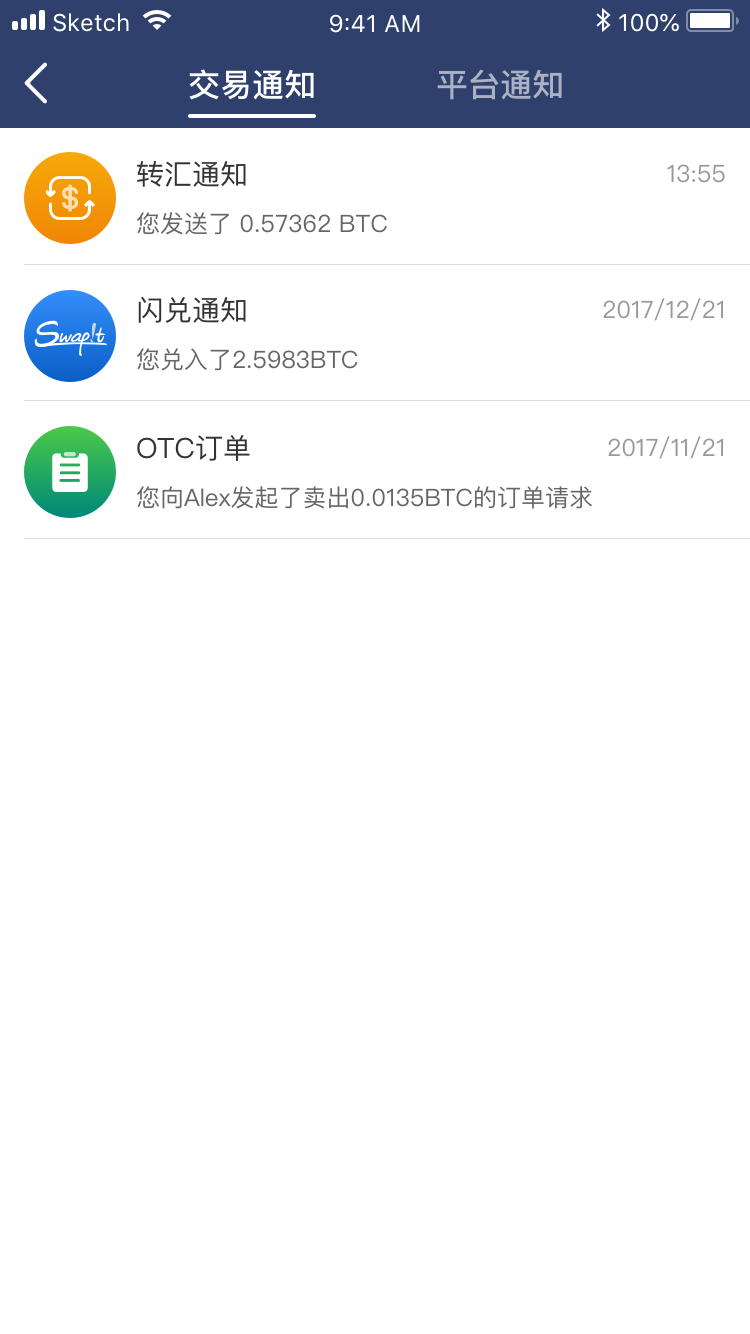 Sketch 9:41 AM 100%
交易通知 平台通知
转汇通知 13:55
您发送了 0.57362 BTC
闪兑通知 2017/12/21
Swap!t
您兑入了2.5983BTC
OTC订单 2017/11/21
您向Alex发起了卖出0.0135BTC的订单请求